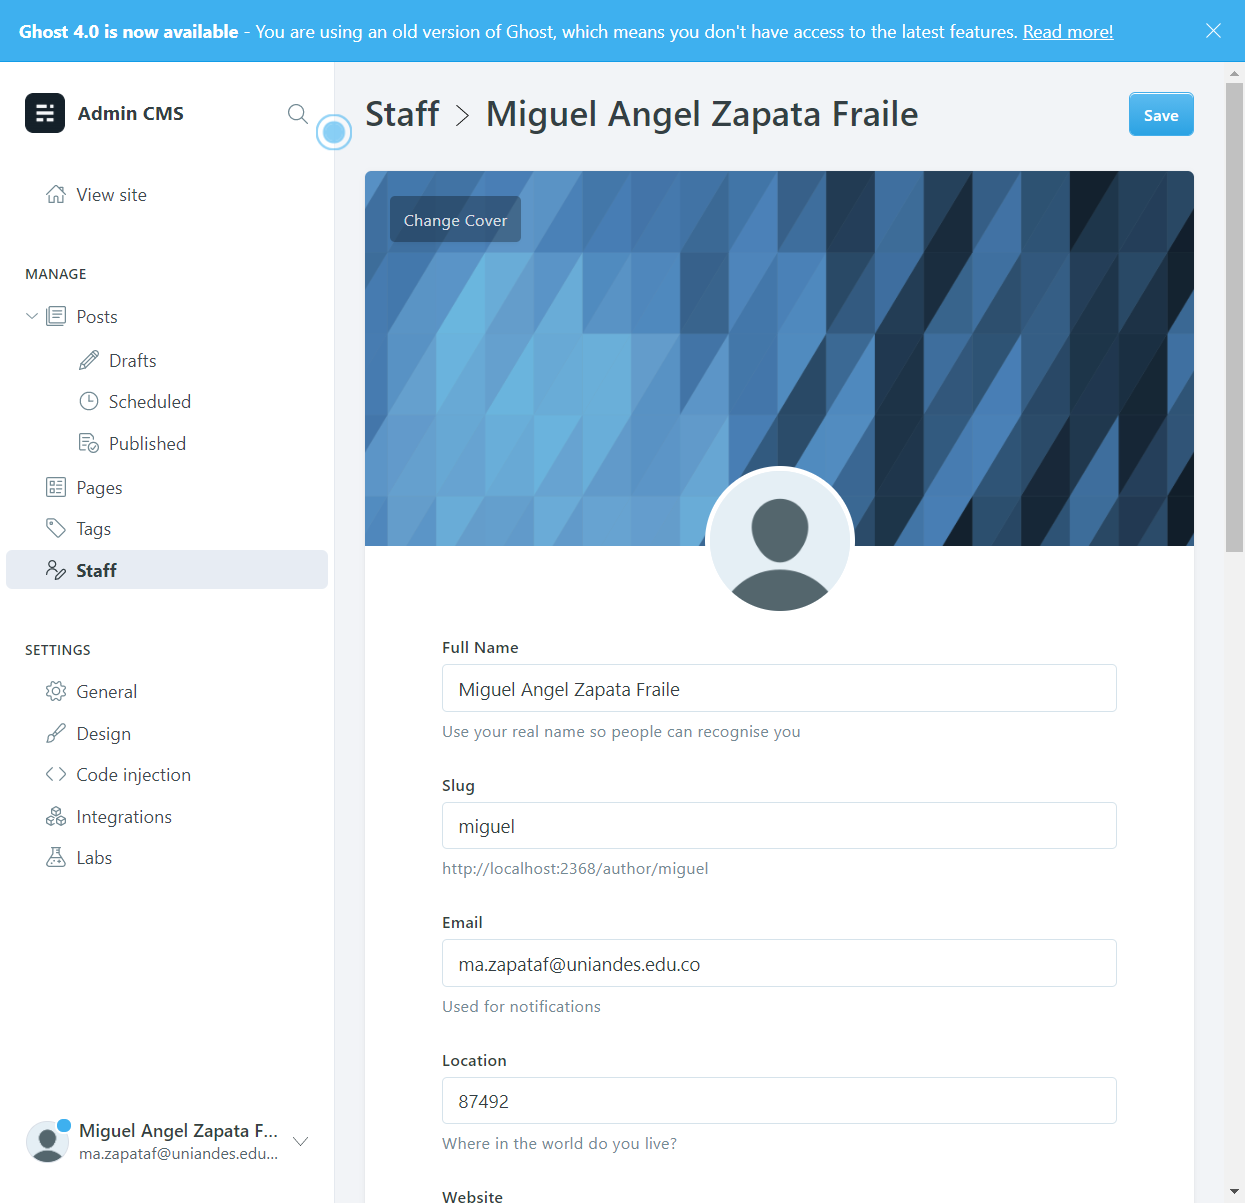 Ghost 4.0 is now available - You are using an old version of Ghost, which means you don't have access to the latest features. Read more!
Admin CMS
View site
MANAGE
Posts
Drafts
Scheduled
Published
Pages
Tags
Staff
SETTINGS
General
Design
Code injection
Integrations
Labs
Miguel Angel Zapata F...
ma.zapataf@uniandes.edu...
Staff > Miguel Angel Zapata Fraile
Save
Change Cover
Full Name
Miguel Angel Zapata Fraile
Use your real name so people can recognise you
Slug
miguel
http://localhost:2368/author/miguel
Email
ma.zapataf@uniandes.edu.co
Used for notifications
Location
87492
Where in the world do you live?
Website